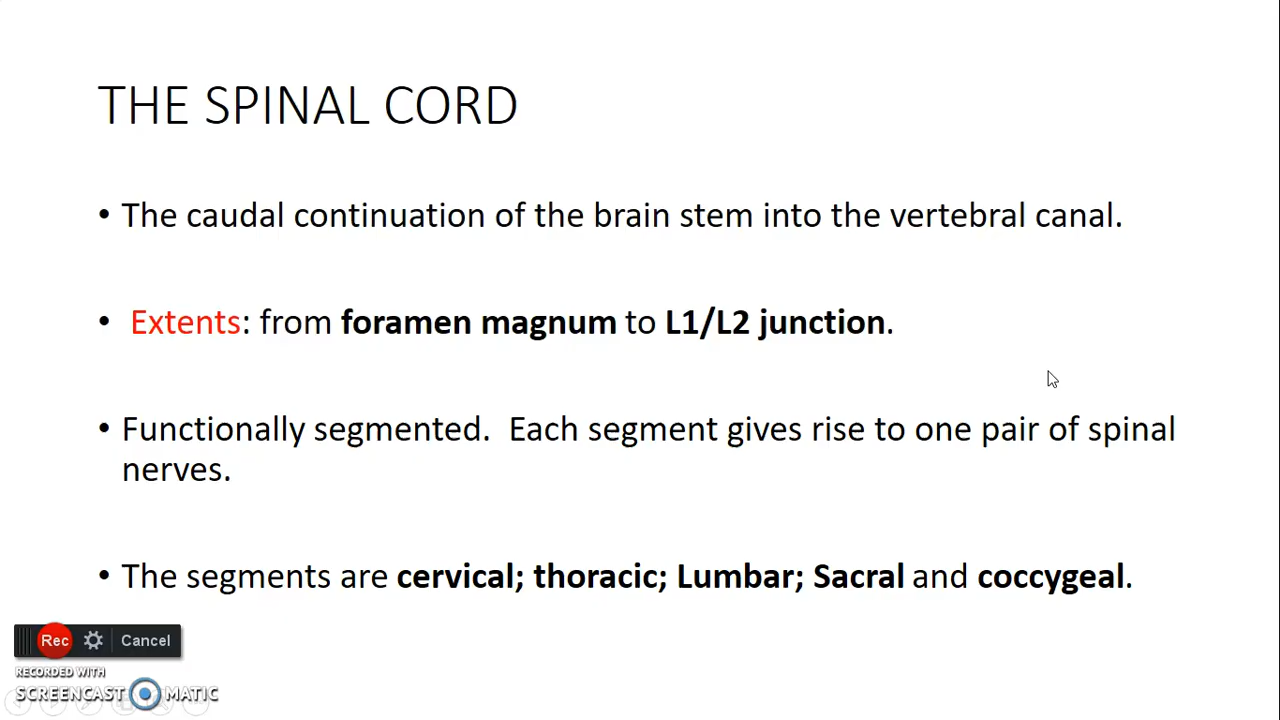 THE SPINAL CORD
• The caudal continuation of the brain stem into the vertebral canal.
• Extents: from foramen magnum to L1/L2 junction.
• Functionally segmented. Each segment gives rise to one pair of spinal
nerves.
• The segments are cervical; thoracic; Lumbar; Sacral and coccygeal.
Rec Cancel
RECORDED WITH
SCREENCAST MATIC